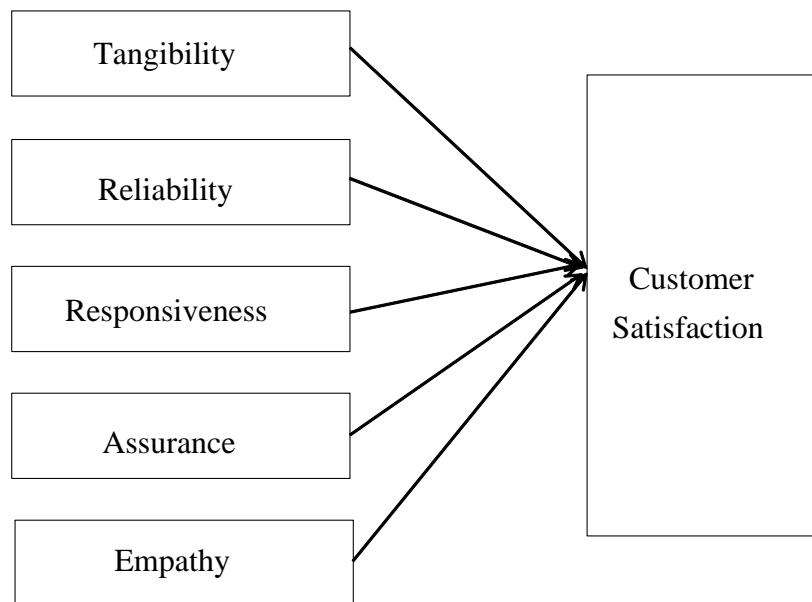 Tangibility
Reliability
Responsiveness
Assurance
Empathy
Customer
Satisfaction